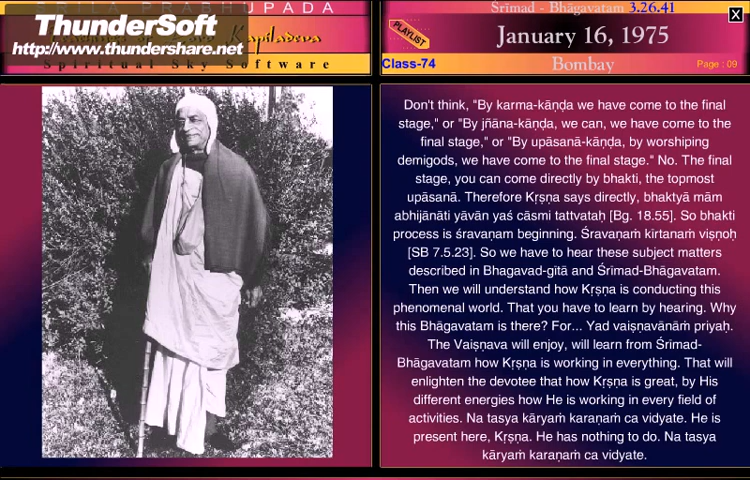 SRILA PRABHUPADA
ThunderSoft
http://www.thundershare.net
Kapiladeva
Spiritual Sky Software
PLAYLIST
Śrimad - Bhāgavatam 3.26.41
X
January 16, 1975
Class-74
Bombay
Page : 09
Don't think, "By karma-kāṇḍa we have come to the final
stage," or "By jñāna-kāṇḍa, we can, we have come to the
final stage," or "By upāsanā-kāṇḍa, by worshiping
demigods, we have come to the final stage." No. The final
stage, you can come directly by bhakti, the topmost
upāsanā. Therefore Kṛṣṇa says directly, bhaktyā mām
abhijānāti yāvān yaś cāsmi tattvataḥ [Bg. 18.55]. So bhakti
process is śravaṇam beginning. Śravaṇaṁ kirtanaṁ viṣṇoḥ
[SB 7.5.23]. So we have to hear these subject matters
described in Bhagavad-gītā and Śrimad-Bhāgavatam.
Then we will understand how Kṛṣṇa is conducting this
phenomenal world. That you have to learn by hearing. Why
this Bhāgavatam is there? For... Yad vaiṣṇavānāṁ priyaḥ.
The Vaiṣṇava will enjoy, will learn from Śrimad-
Bhāgavatam how Kṛṣṇa is working in everything. That will
enlighten the devotee that how Kṛṣṇa is great, by His
different energies how He is working in every field of
activities. Na tasya kāryaṁ karaṇaṁ ca vidyate. He is
present here, Kṛṣṇa. He has nothing to do. Na tasya
kāryaṁ karaṇaṁ ca vidyate.